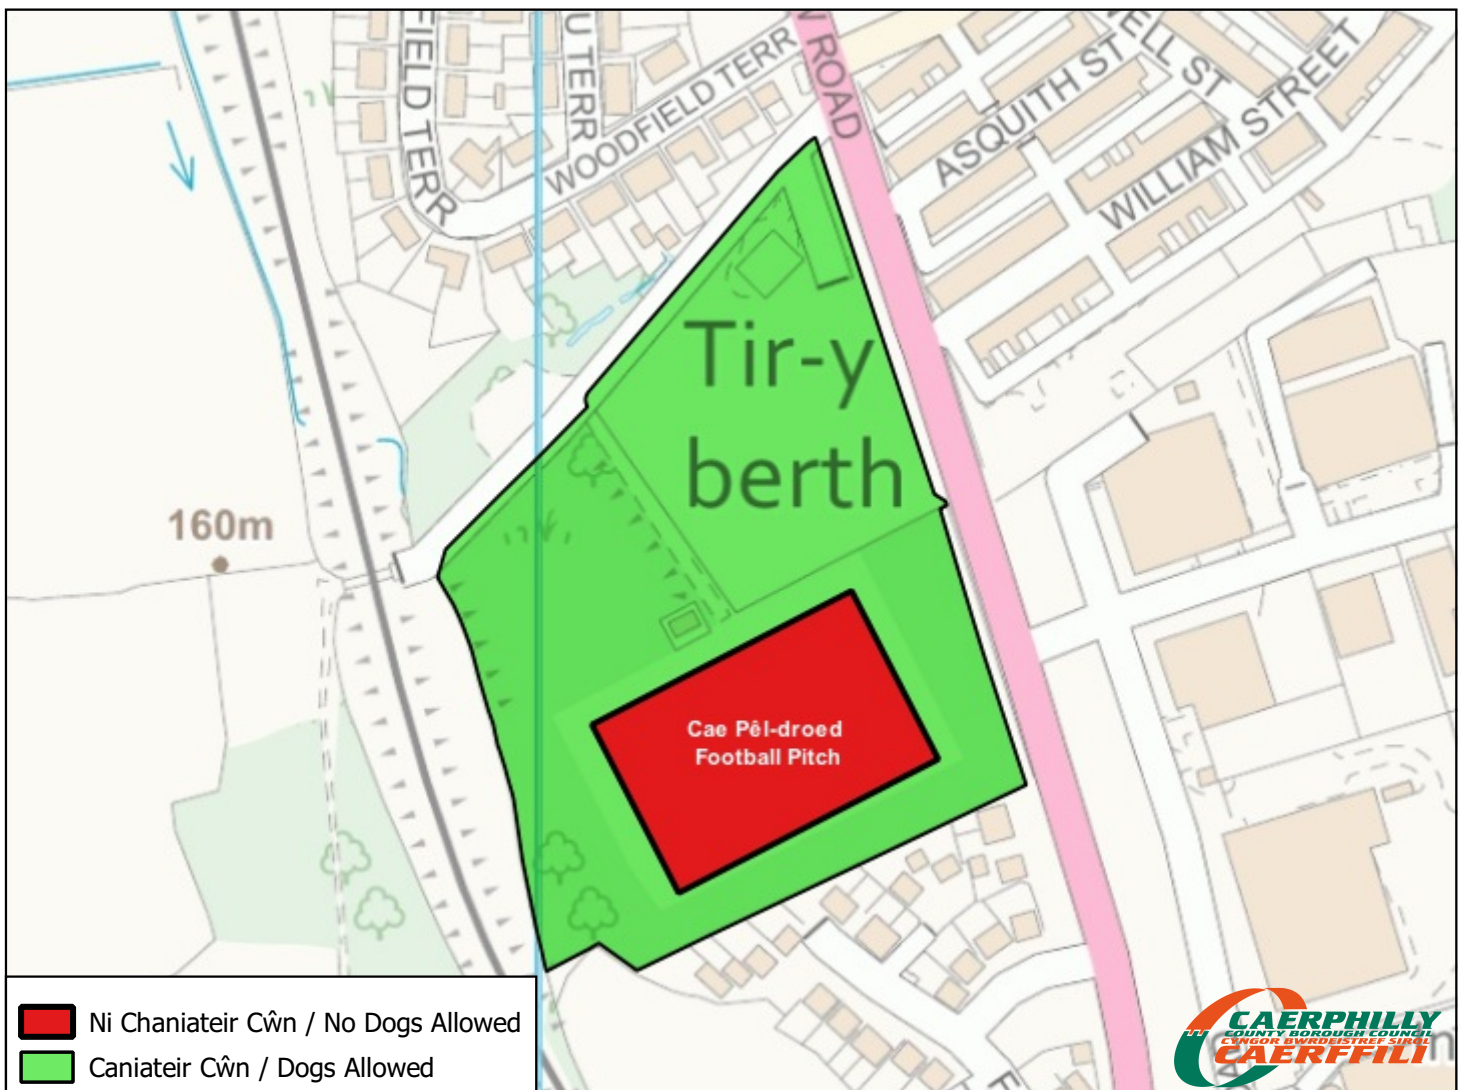 FIELD TERR
U TERR
WOODFIELD TERR
ROAD
ASQUITH ST
ELL ST
WILLIAM STREET
Tir-y
berth
160m
Cae Pêl-droed
Football Pitch
Ni Chaniateir Cŵn / No Dogs Allowed
Caniateir Cŵn / Dogs Allowed
CAERPHILLY
COUNTY BOROUGH COUNCIL
CYNGOR BWRDEISTREF SIROL
CAERFFILI